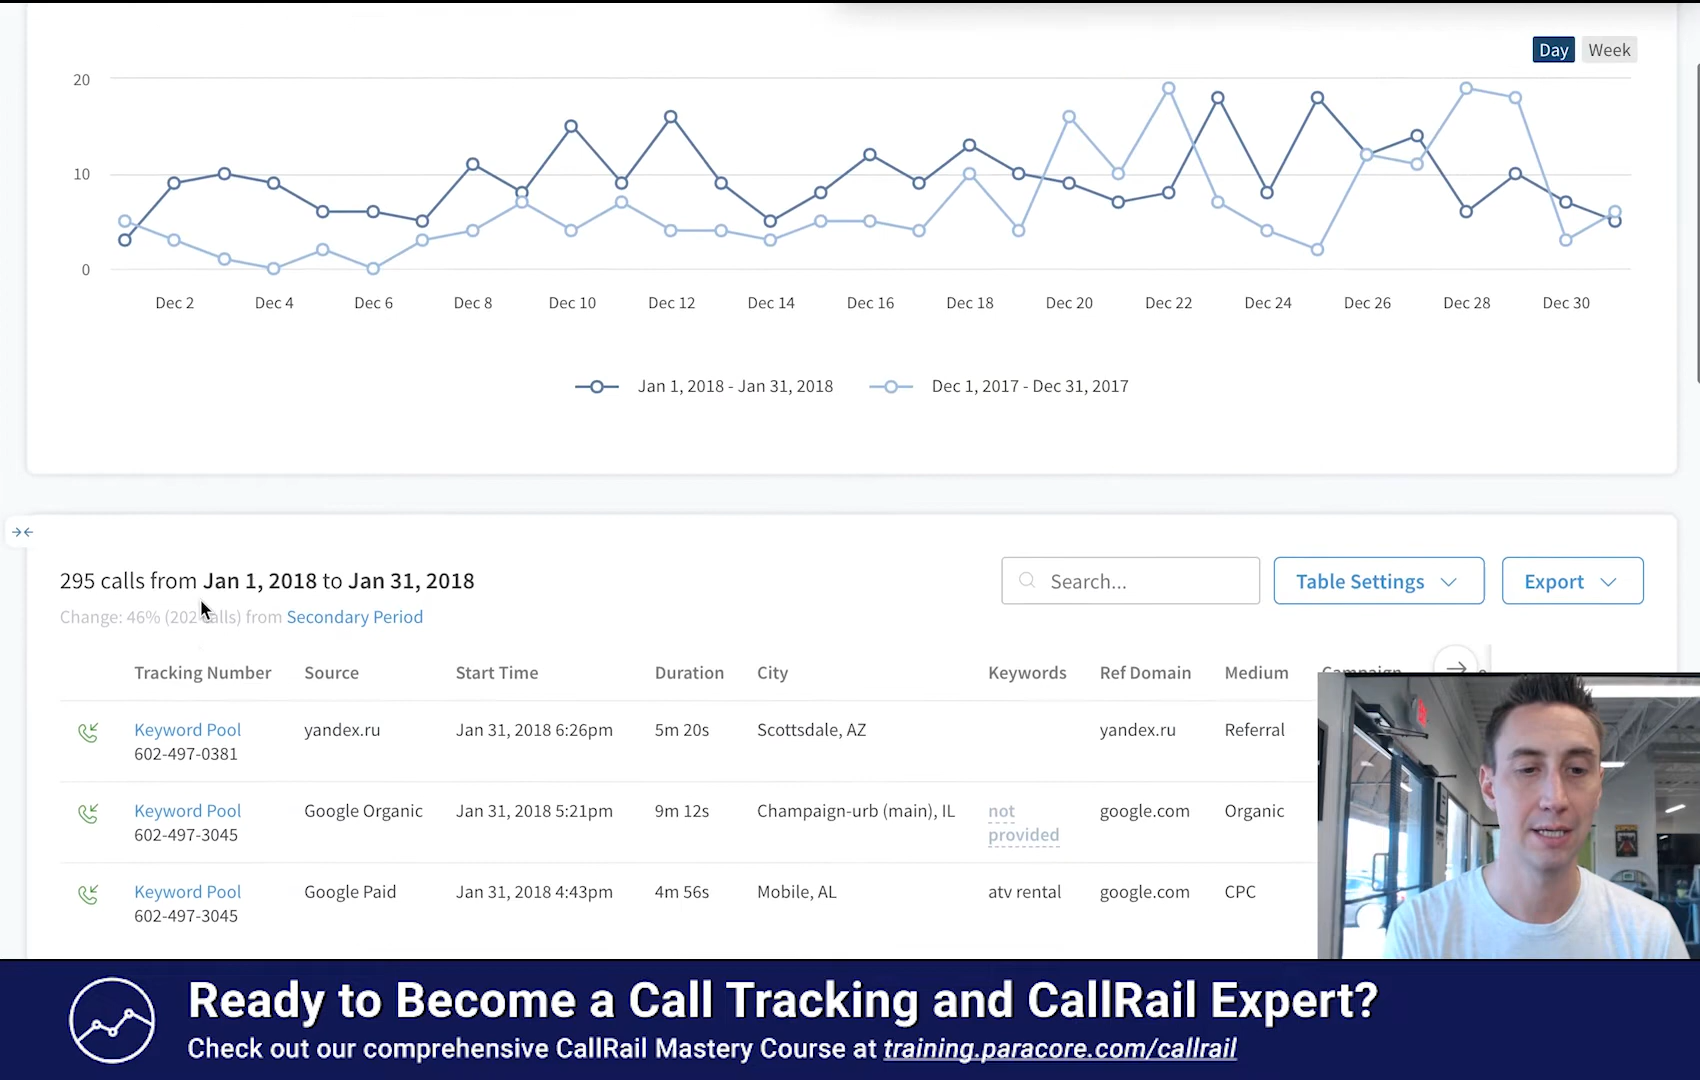 Day Week
20
10
0
Dec 2 Dec 4 Dec 6 Dec 8 Dec 10 Dec 12 Dec 14 Dec 16 Dec 18 Dec 20 Dec 22 Dec 24 Dec 26 Dec 28 Dec 30
Jan 1, 2018 - Jan 31, 2018 Dec 1, 2017 - Dec 31, 2017
295 calls from Jan 1, 2018 to Jan 31, 2018
Search... Table Settings Export
Change: 46% (202 calls) from Secondary Period
Tracking Number Source Start Time Duration City Keywords Ref Domain Medium Campaign
Keyword Pool yandex.ru Jan 31, 2018 6:26pm 5m 20s Scottsdale, AZ yandex.ru Referral
602-497-0381
Keyword Pool Google Organic Jan 31, 2018 5:21pm 9m 12s Champaign-urb (main), IL not google.com Organic
602-497-3045 provided
Keyword Pool Google Paid Jan 31, 2018 4:43pm 4m 56s Mobile, AL atv rental google.com CPC
602-497-3045
Ready to Become a Call Tracking and CallRail Expert?
Check out our comprehensive CallRail Mastery Course at training.paracore.com/callrail